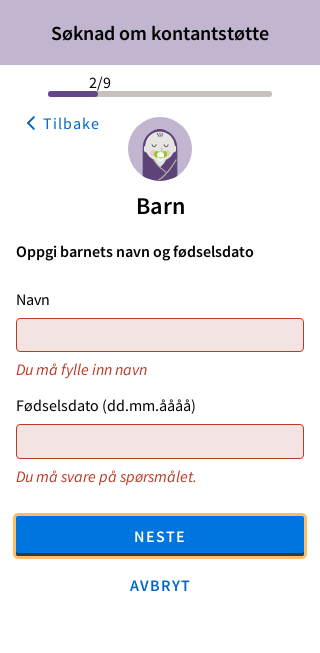 Søknad om kontantstøtte
2/9
Tilbake
Barn
Oppgi barnets navn og fødselsdato
Navn
Du må fylle inn navn
Fødselsdato (dd.mm.åååå)
Du må svare på spørsmålet.
NESTE
AVBRYT